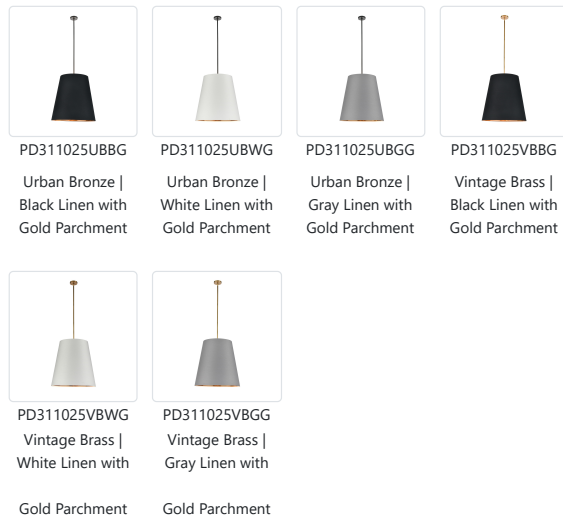 PD311025UBBG
Urban Bronze |
Black Linen with
Gold Parchment
PD311025UBWG
Urban Bronze |
White Linen with
Gold Parchment
PD311025UBGG
Urban Bronze |
Gray Linen with
Gold Parchment
PD311025VBBG
Vintage Brass |
Black Linen with
Gold Parchment
PD311025VBWG
Vintage Brass |
White Linen with
Gold Parchment
PD311025VBGG
Vintage Brass |
Gray Linen with
Gold Parchment